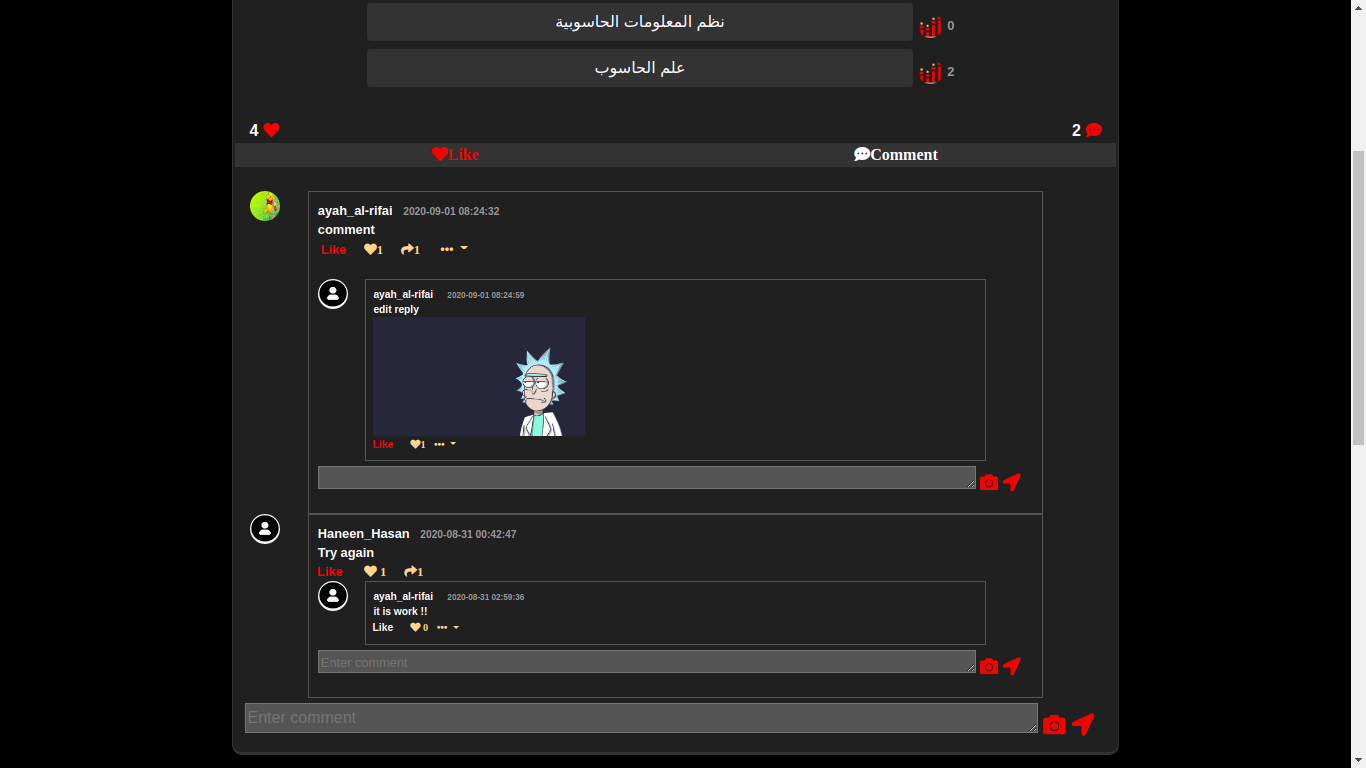 نظم المعلومات الحاسوبية 0
علم الحاسوب 2
4 2
Like Comment
ayah_al-rifai 2020-09-01 08:24:32
comment
Like 1 1 •••
ayah_al-rifai 2020-09-01 08:24:59
edit reply
Like 1 •••
Haneen_Hasan 2020-08-31 00:42:47
Try again
Like 1 1
ayah_al-rifai 2020-08-31 02:59:36
it is work !!
Like 0 •••
Enter comment
Enter comment